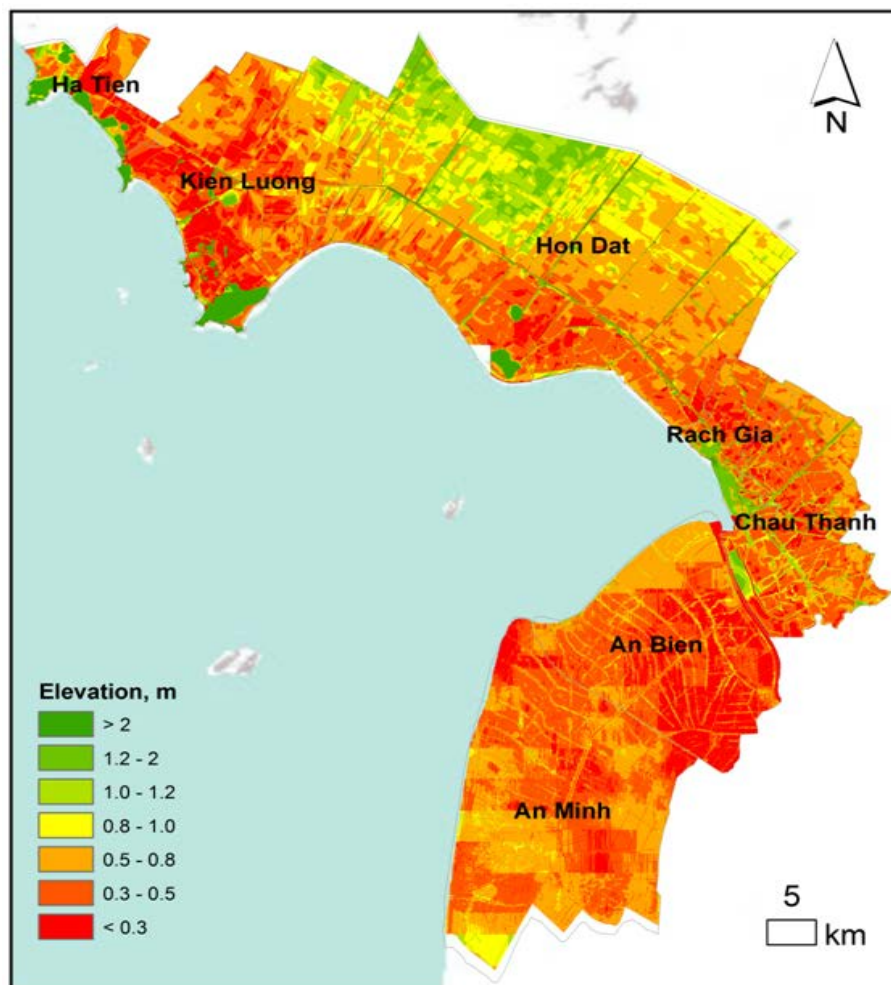 Ha Tien
N
Kien Luong
Hon Dat
Rach Gia
Chau Thanh
An Bien
An Minh
Elevation, m
> 2
1.2 - 2
1.0 - 1.2
0.8 - 1.0
0.5 - 0.8
0.3 - 0.5
< 0.3
5
km